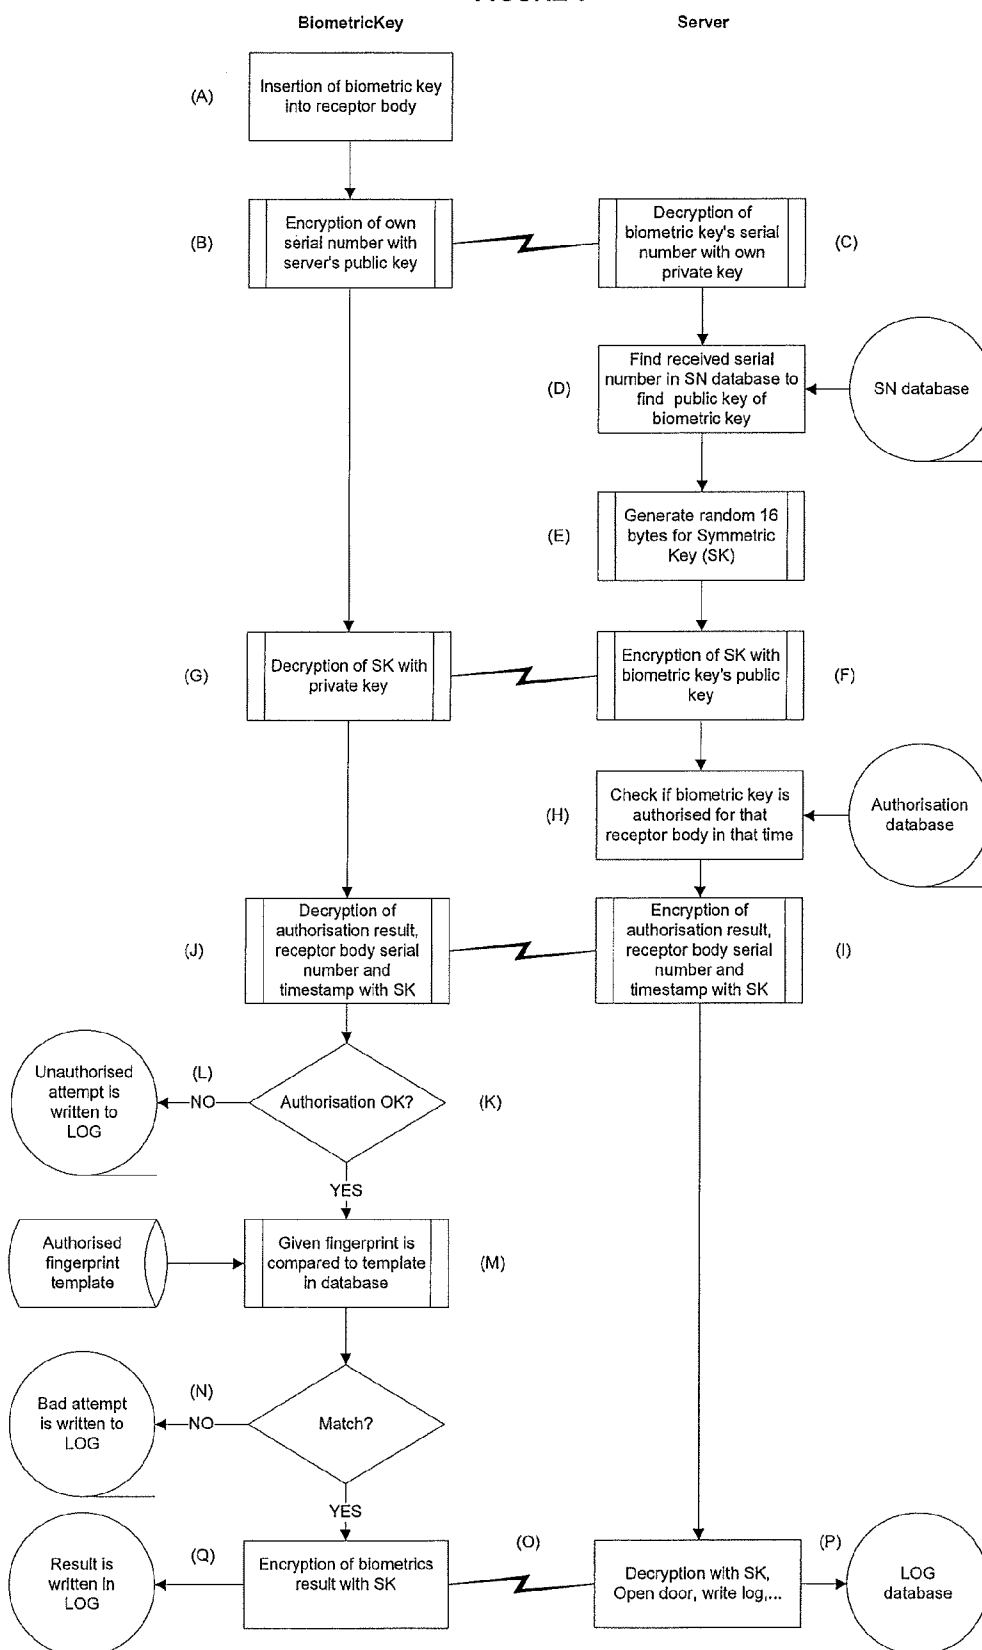 BiometricKey
Server
(A)
Insertion of biometric key
into receptor body
(B)
Encryption of own
serial number with
server's public key
Decryption of
biometric key's serial
number with own
private key
(C)
(D)
Find received serial
number in SN database to
find public key of
biometric key
SN database
(E)
Generate random 16
bytes for Symmetric
Key (SK)
(G)
Decryption of SK with
private key
Encryption of SK with
biometric key's public
key
(F)
(H)
Check if biometric key is
authorised for that
receptor body in that time
Authorisation
database
(J)
Decryption of
authorisation result,
receptor body serial
number and
timestamp with SK
Encryption of
authorisation result,
receptor body serial
number and
timestamp with SK
(I)
Unauthorised
attempt is
written to
LOG
(L)
NO
Authorisation OK?
(K)
YES
Authorised
fingerprint
template
Given fingerprint is
compared to template
in database
(M)
Bad attempt
is written to
LOG
(N)
NO
Match?
YES
Result is
written in
LOG
(Q)
Encryption of biometrics
result with SK
(O)
Decryption with SK,
Open door, write log,...
(P)
LOG
database